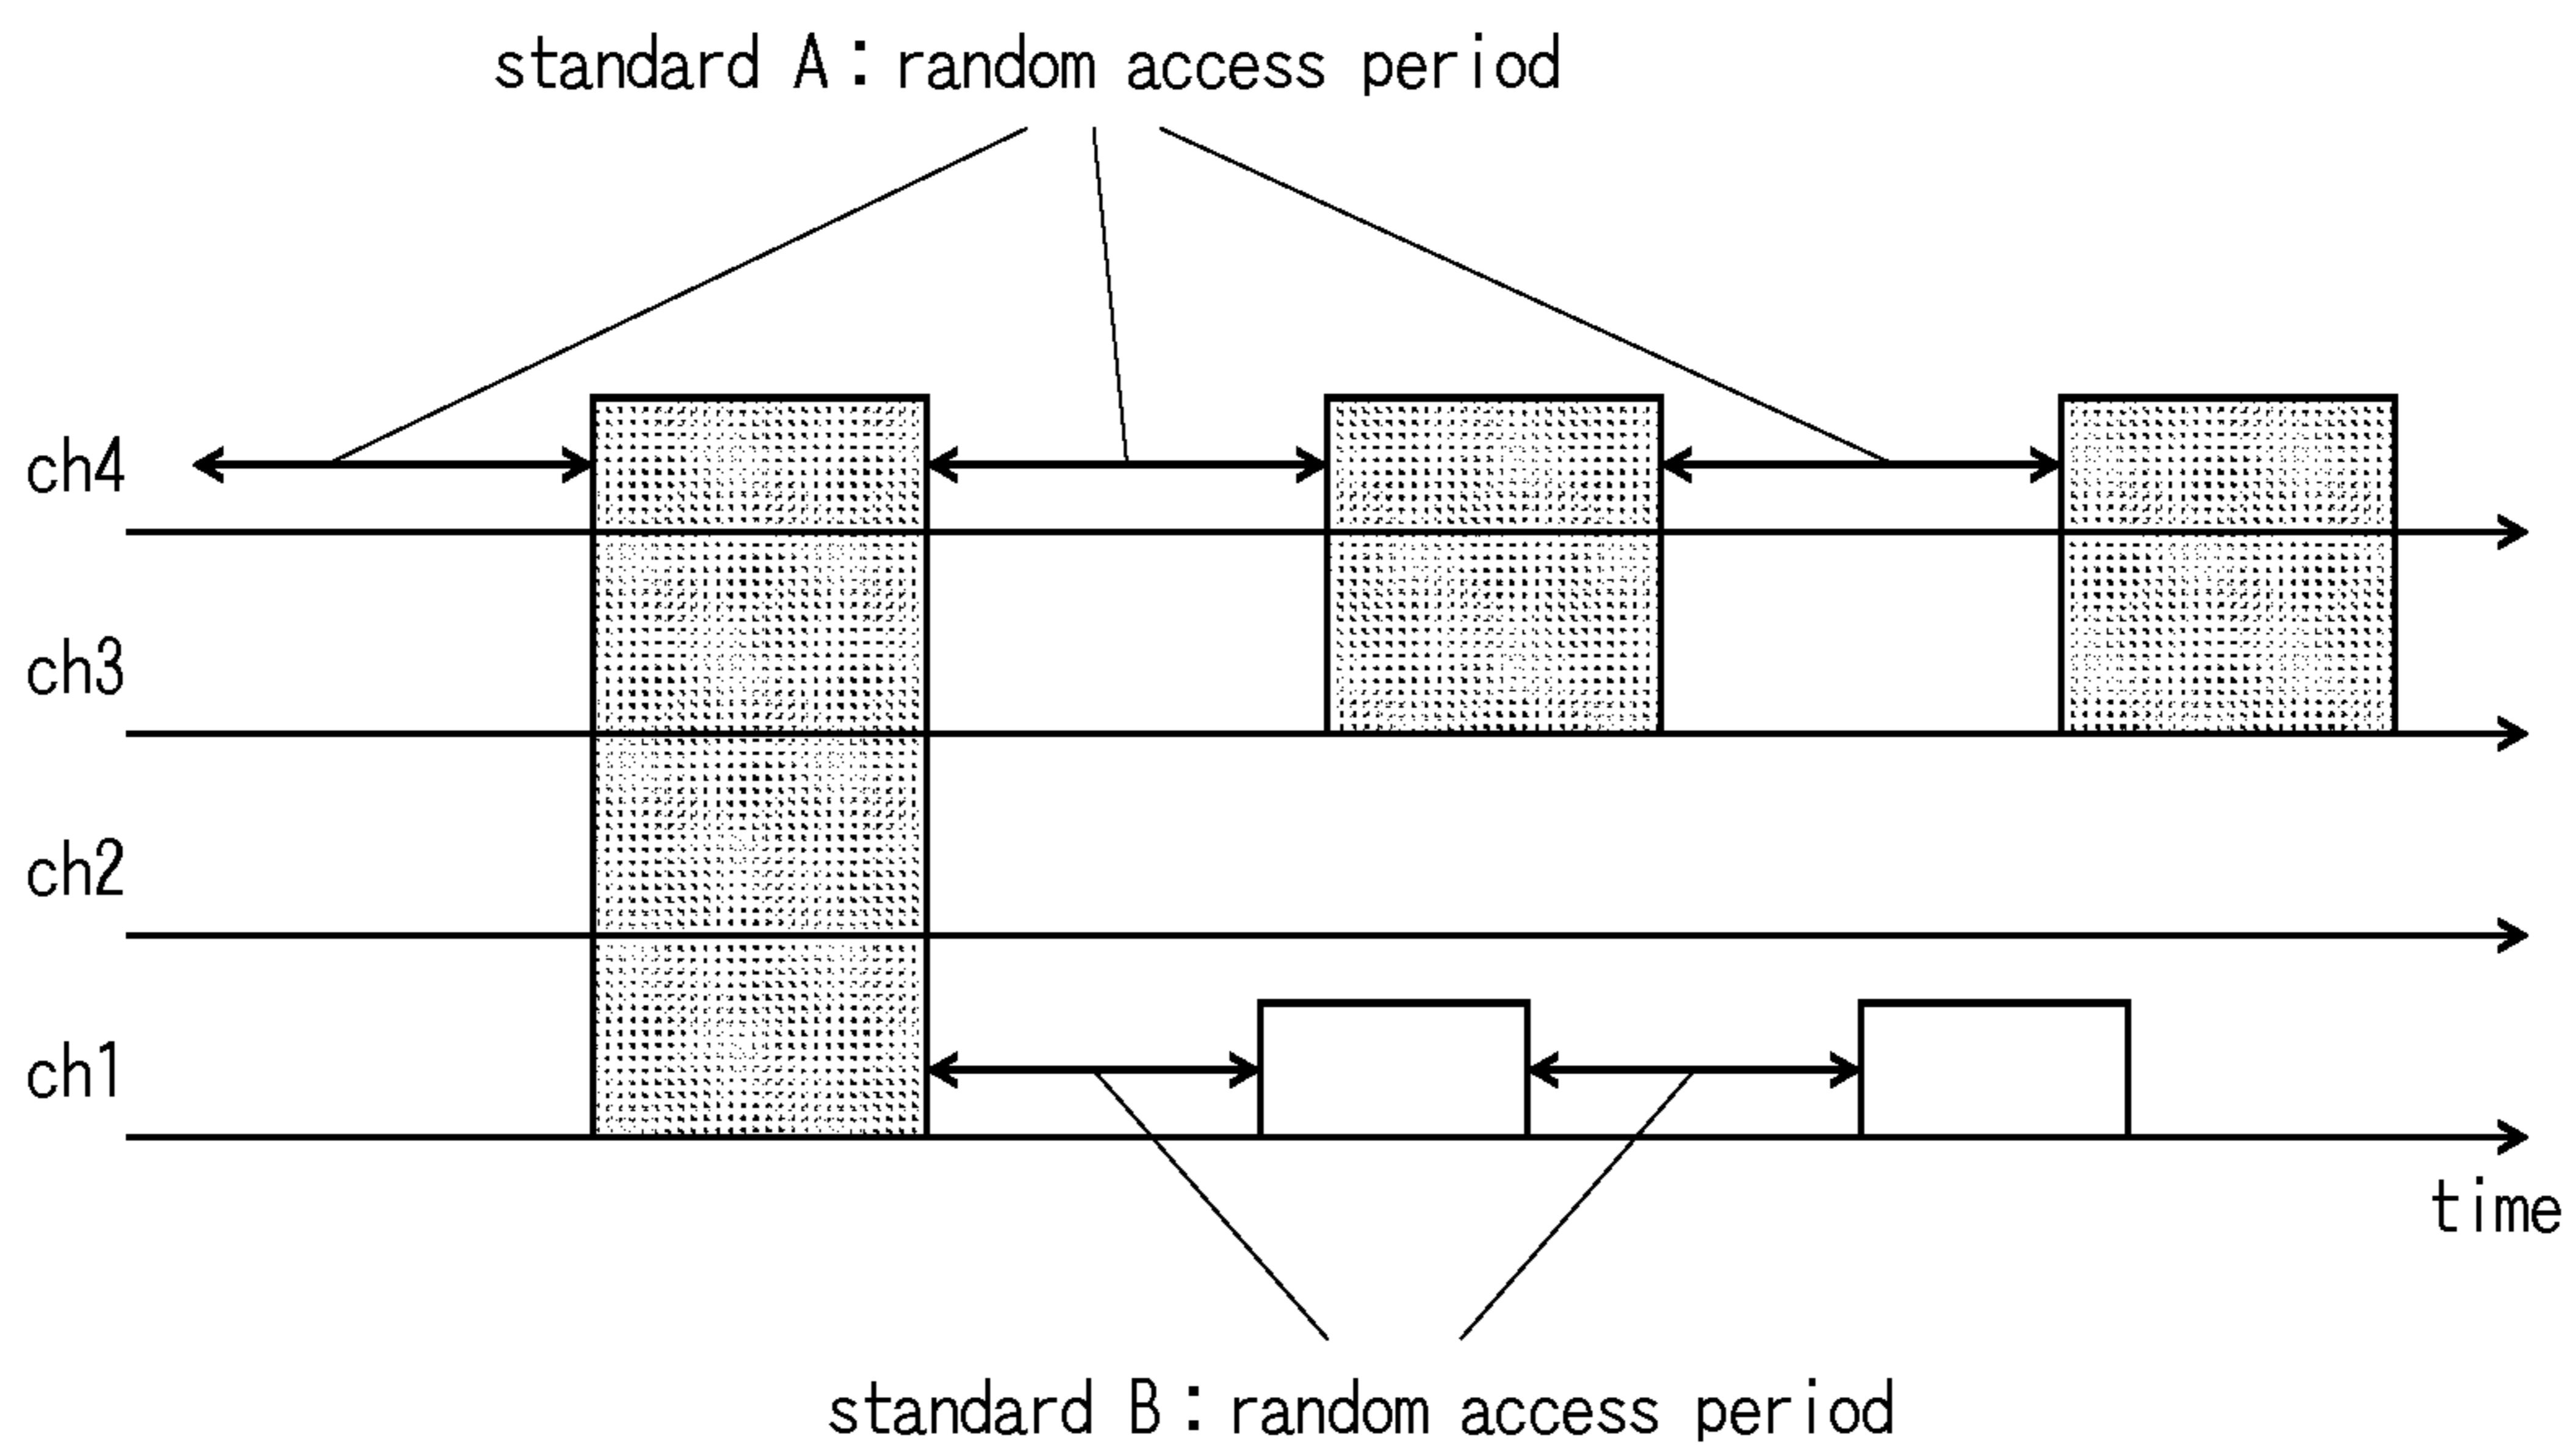 standard A：random access period
ch4
ch3
ch2
ch1
time
standard B：random access period